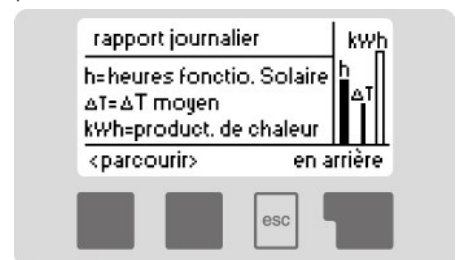 rapport journalier
kWh
h=heures fonctio. Solaire
h
ΔT=ΔT moyen
ΔT
kWh=product. de chaleur
<parcourir> en arrière
esc